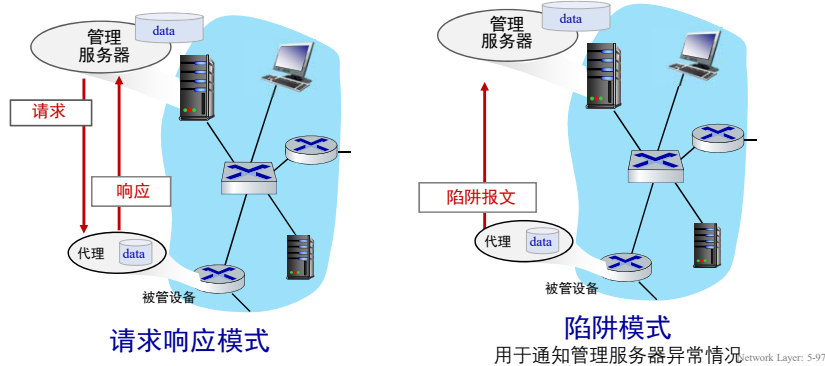 data
管理
服务器
请求
响应
代理
data
被管设备
请求响应模式
data
管理
服务器
陷阱报文
代理
data
被管设备
陷阱模式
用于通知管理服务器异常情况
Network Layer: 5-97